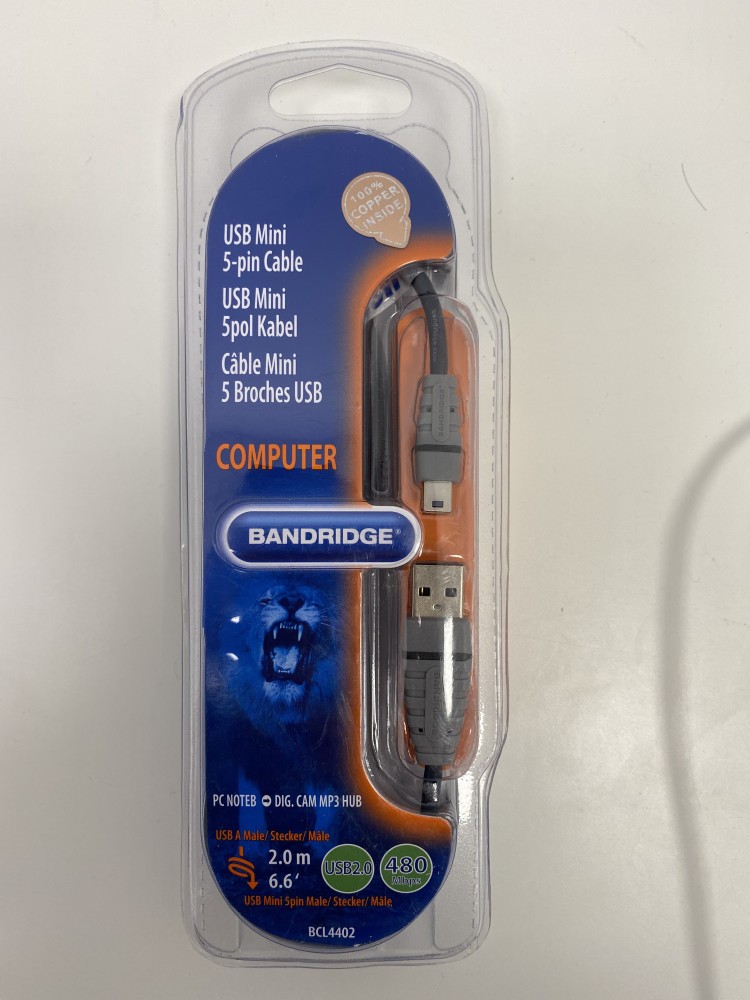 100%
COPPER
INSIDE
USB Mini
5-pin Cable
USB Mini
5pol Kabel
Câble Mini
5 Broches USB
COMPUTER
BANDRIDGE®
BANDRIDGE
PC NOTEB DIG. CAM MP3 HUB
USB A Male/ Stecker/ Mâle
2.0 m
6.6‘
USB2.0
480
Mbps
USB Mini 5pin Male/ Stecker/ Mâle
BCL4402